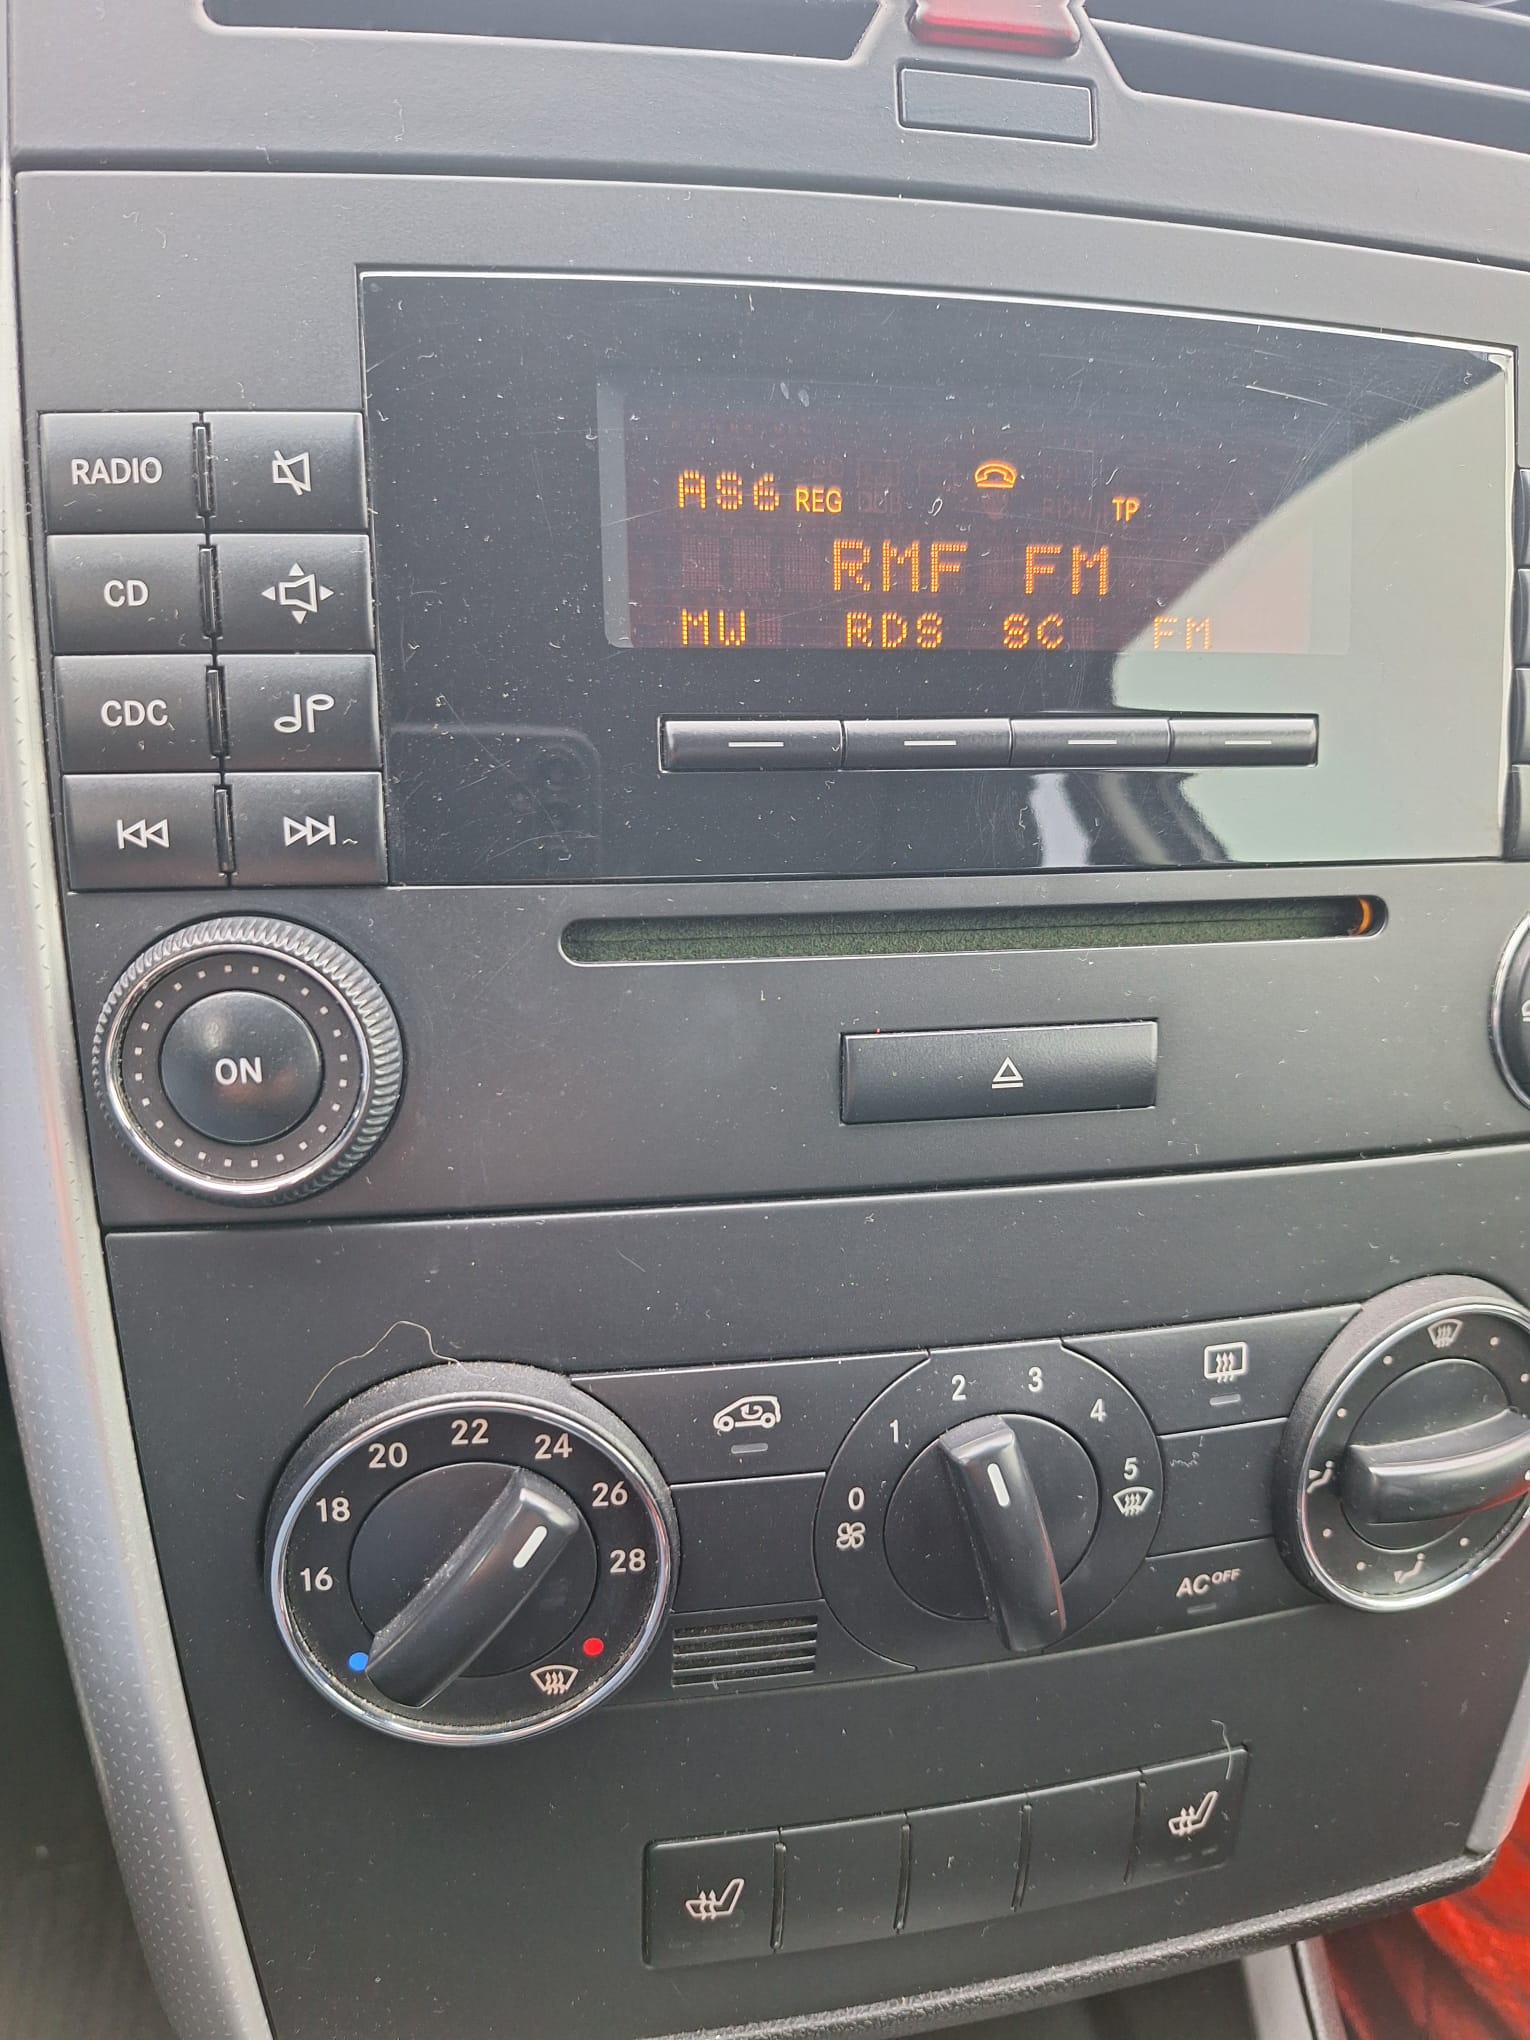 RADIO
CD
CDC
AS6 REG TP
RMF FM
MW RDS SC FM
ON
16 18 20 22 24 26 28
0 1 2 3 4 5
AC OFF